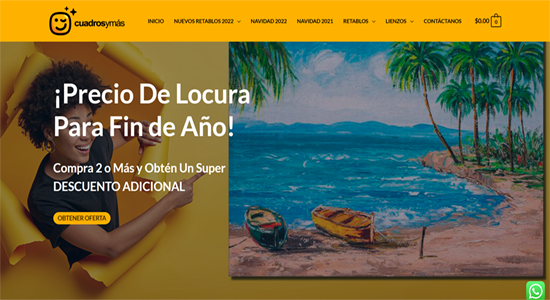 cuadrosymás
INICIO NUEVOS RETABLOS 2022 NAVIDAD 2022 NAVIDAD 2021 RETABLOS LIENZOS CONTÁCTANOS $0.00 0
¡Precio De Locura
Para Fin de Año!
Compra 2 o Más y Obtén Un Super
DESCUENTO ADICIONAL
OBTENER OFERTA